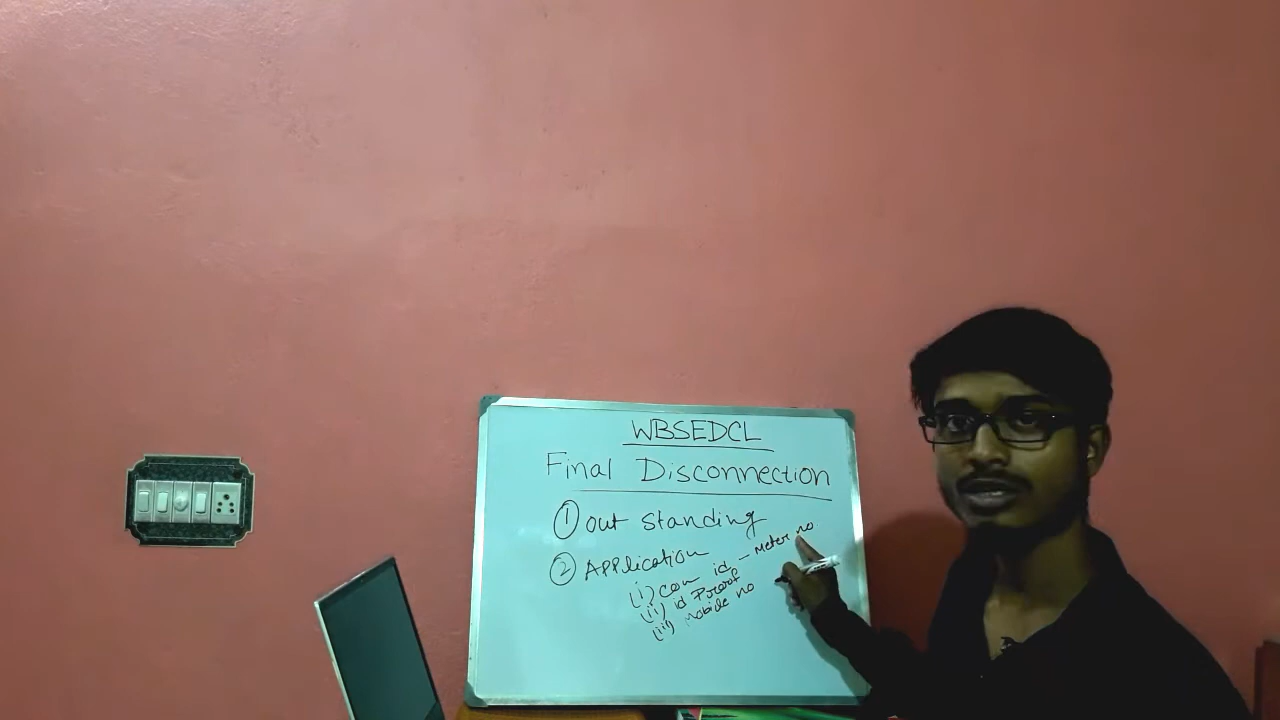 WBSEDCL
Final Disconnection
① out standing
② Application
(i) con id - Meter no
(ii) id Proof
(iii) mobile no